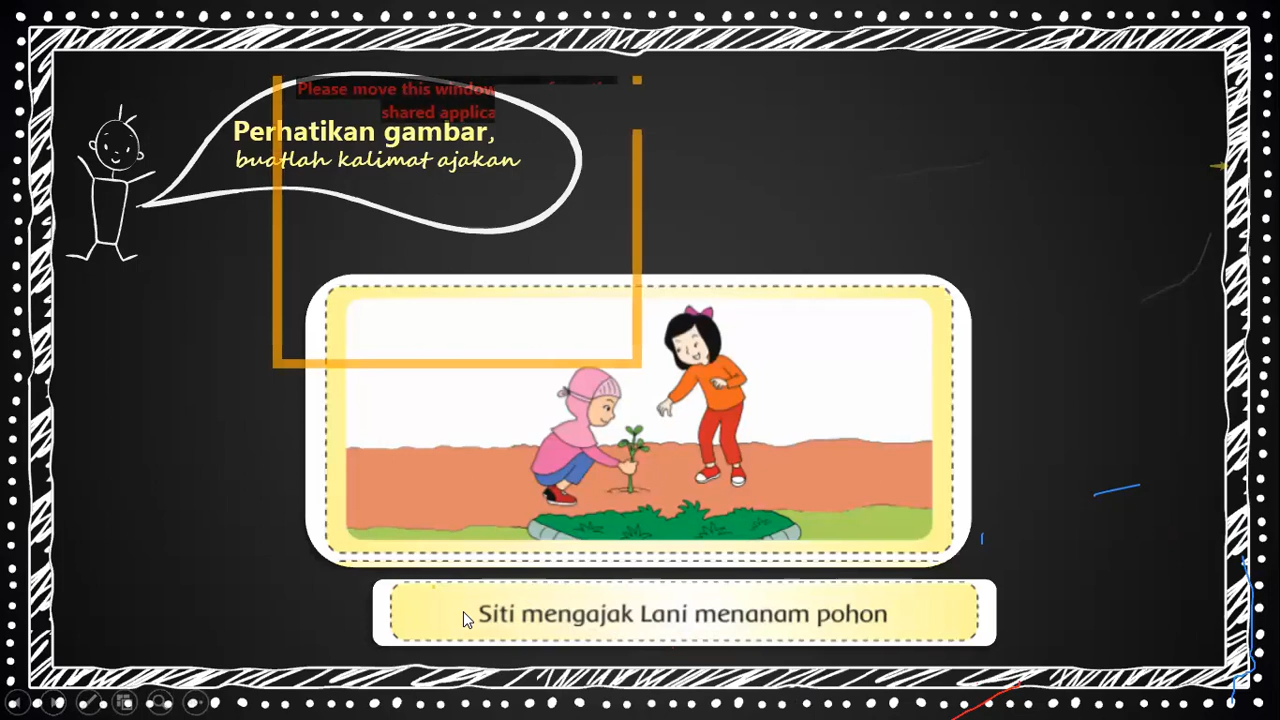 Please move this window
shared applica
Perhatikan gambar,
buatlah kalimat ajakan
Siti mengajak Lani menanam pohon